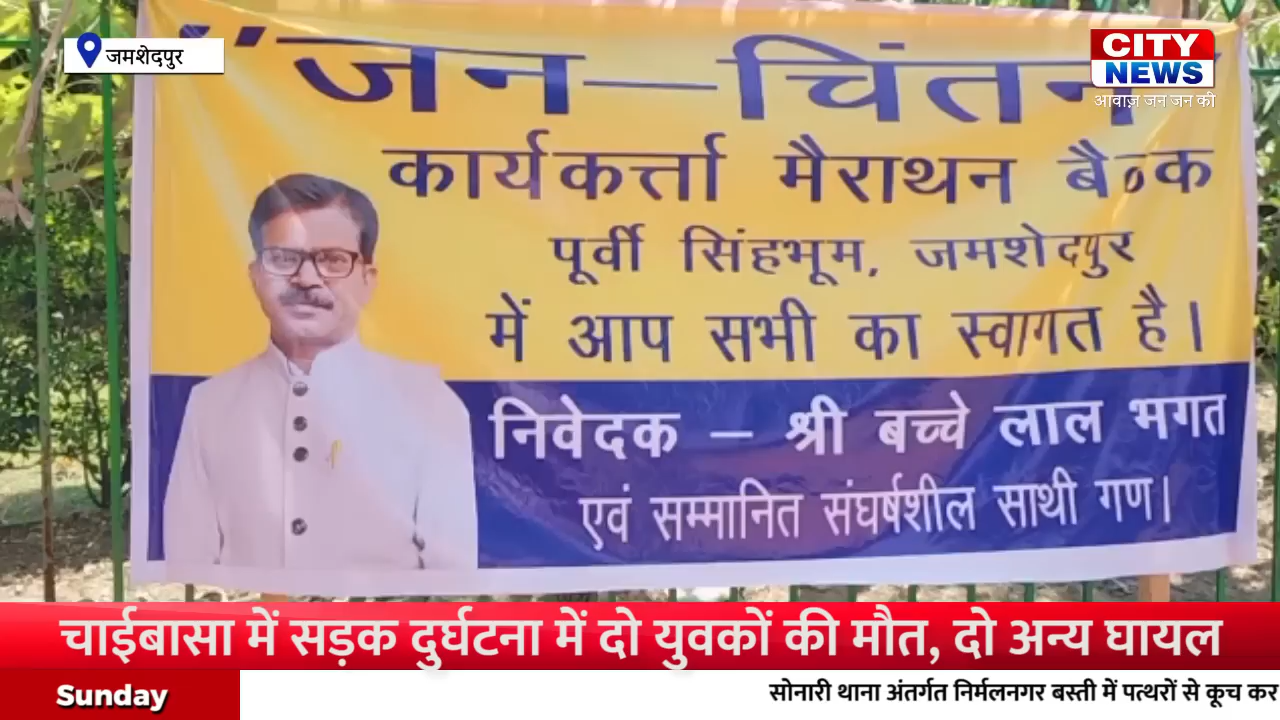 जमशेदपुर
CITY
NEWS
आवाज़ जन जन की
"जन—चिंतन
कार्यकर्त्ता मैराथन बैठक
पूर्वी सिंहभूम, जमशेदपुर
में आप सभी का स्वागत है।
निवेदक – श्री बच्चे लाल भगत
एवं सम्मानित संघर्षशील साथी गण।
चाईबासा में सड़क दुर्घटना में दो युवकों की मौत, दो अन्य घायल
Sunday
सोनारी थाना अंतर्गत निर्मलनगर बस्ती में पत्थरों से कूच कर